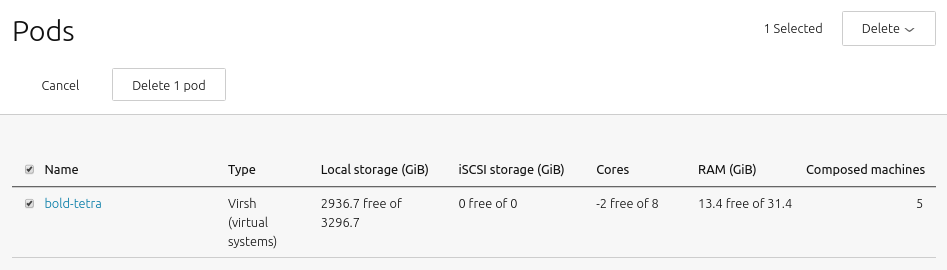 Pods
1 Selected
Delete
Cancel
Delete 1 pod
Name Type Local storage (GiB) iSCSI storage (GiB) Cores RAM (GiB) Composed machines
bold-tetra Virsh 2936.7 free of 0 free of 0 -2 free of 8 13.4 free of 31.4 5
(virtual 3296.7
systems)